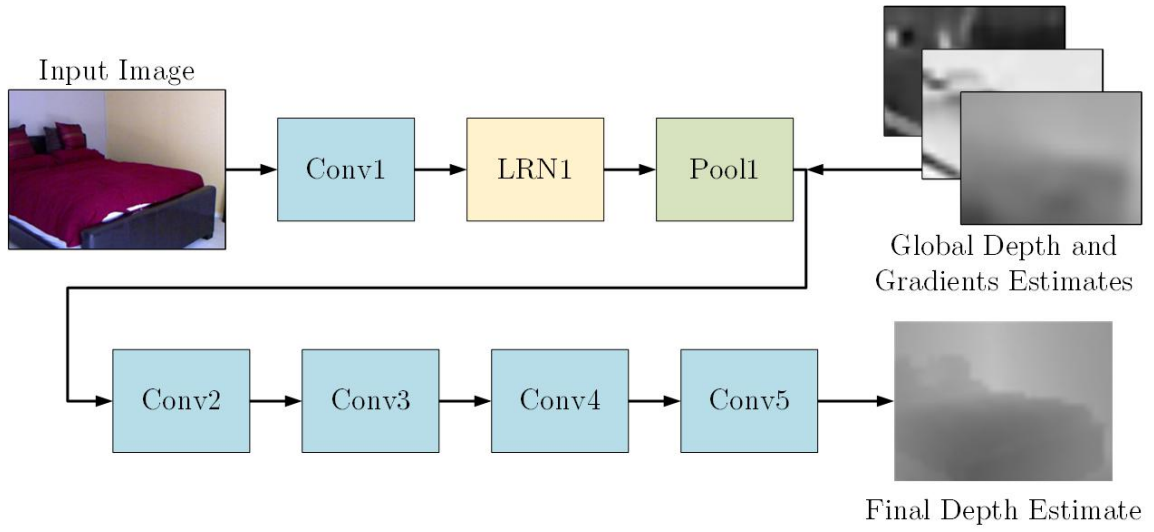 Input Image
Conv1
LRN1
Pool1
Global Depth and
Gradients Estimates
Conv2
Conv3
Conv4
Conv5
Final Depth Estimate